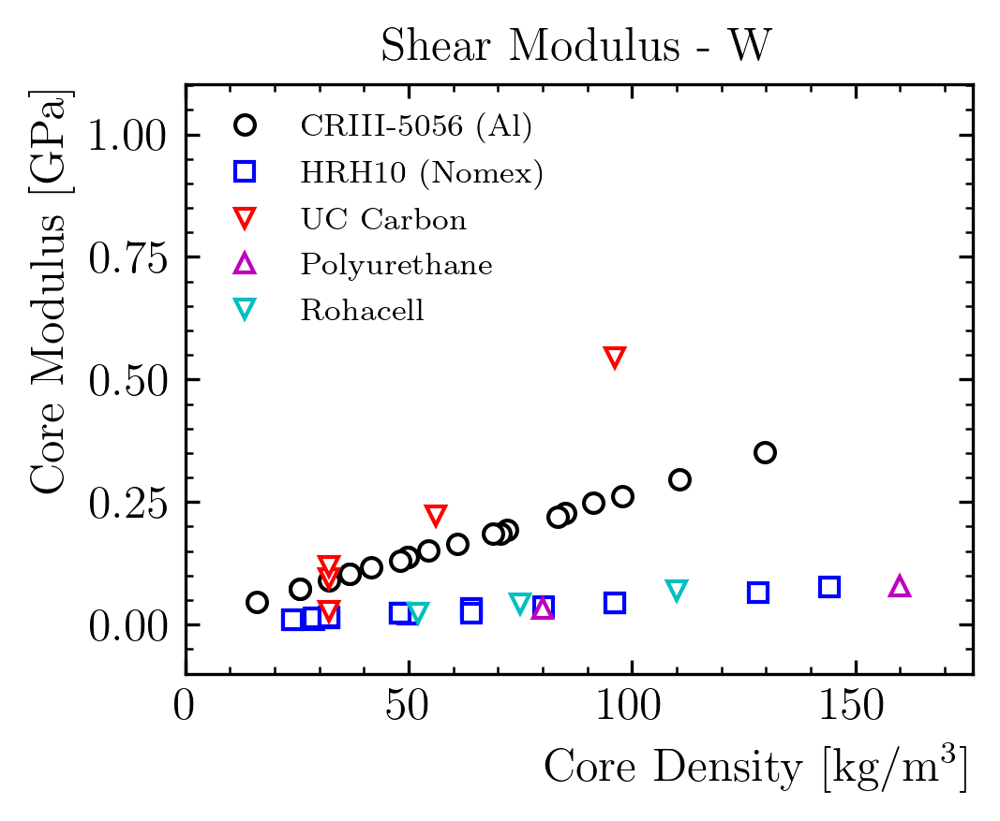 Shear Modulus - W
Core Modulus [GPa]
1.00
0.75
0.50
0.25
0.00
CRIII-5056 (Al)
HRH10 (Nomex)
UC Carbon
Polyurethane
Rohacell
0 50 100 150
Core Density [kg/m³]